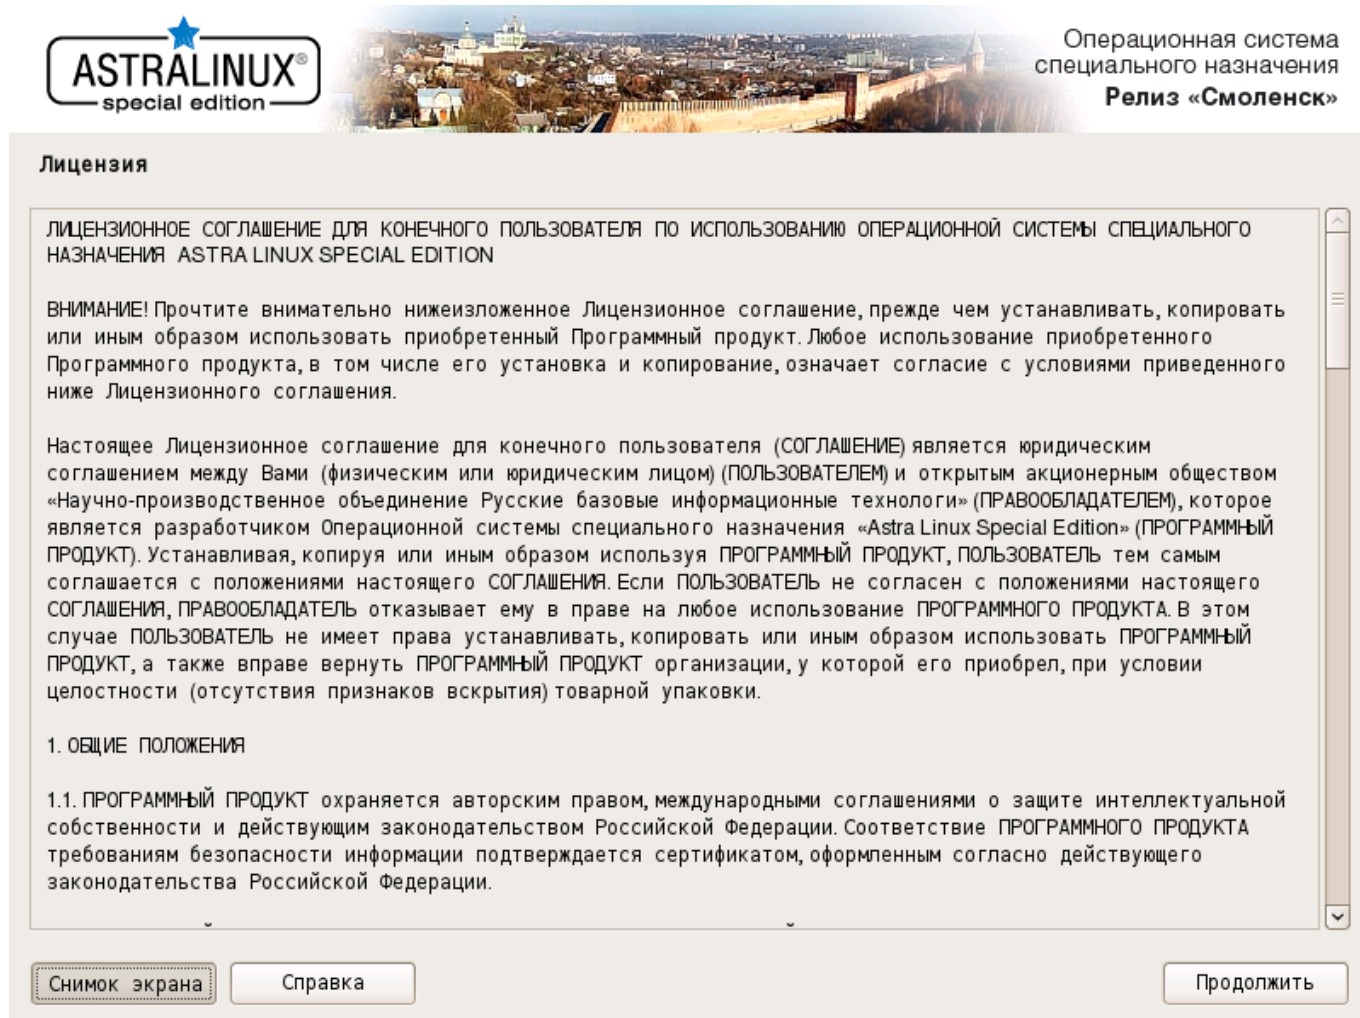 ASTRALINUX®
special edition
Операционная система
специального назначения
Релиз «Смоленск»
Лицензия
ЛИЦЕНЗИОННОЕ СОГЛАШЕНИЕ ДЛЯ КОНЕЧНОГО ПОЛЬЗОВАТЕЛЯ ПО ИСПОЛЬЗОВАНИЮ ОПЕРАЦИОННОЙ СИСТЕМЫ СПЕЦИАЛЬНОГО
НАЗНАЧЕНИЯ ASTRA LINUX SPECIAL EDITION
ВНИМАНИЕ! Прочтите внимательно нижеизложенное Лицензионное соглашение, прежде чем устанавливать, копировать
или иным образом использовать приобретенный Программный продукт. Любое использование приобретенного
Программного продукта, в том числе его установка и копирование, означает согласие с условиями приведенного
ниже Лицензионного соглашения.
Настоящее Лицензионное соглашение для конечного пользователя (СОГЛАШЕНИЕ) является юридическим
соглашением между Вами (физическим или юридическим лицом) (ПОЛЬЗОВАТЕЛЕМ) и открытым акционерным обществом
«Научно-производственное объединение Русские базовые информационные технологи» (ПРАВООБЛАДАТЕЛЕМ), которое
является разработчиком Операционной системы специального назначения «Astra Linux Special Edition» (ПРОГРАММНЫЙ
ПРОДУКТ). Устанавливая, копируя или иным образом используя ПРОГРАММНЫЙ ПРОДУКТ, ПОЛЬЗОВАТЕЛЬ тем самым
соглашается с положениями настоящего СОГЛАШЕНИЯ. Если ПОЛЬЗОВАТЕЛЬ не согласен с положениями настоящего
СОГЛАШЕНИЯ, ПРАВООБЛАДАТЕЛЬ отказывает ему в праве на любое использование ПРОГРАММНОГО ПРОДУКТА. В этом
случае ПОЛЬЗОВАТЕЛЬ не имеет права устанавливать, копировать или иным образом использовать ПРОГРАММНЫЙ
ПРОДУКТ, а также вправе вернуть ПРОГРАММНЫЙ ПРОДУКТ организации, у которой его приобрел, при условии
целостности (отсутствия признаков вскрытия) товарной упаковки.
1. ОБЩИЕ ПОЛОЖЕНИЯ
1.1. ПРОГРАММНЫЙ ПРОДУКТ охраняется авторским правом, международными соглашениями о защите интеллектуальной
собственности и действующим законодательством Российской Федерации. Соответствие ПРОГРАММНОГО ПРОДУКТА
требованиям безопасности информации подтверждается сертификатом, оформленным согласно действующего
законодательства Российской Федерации.
Снимок экрана
Справка
Продолжить